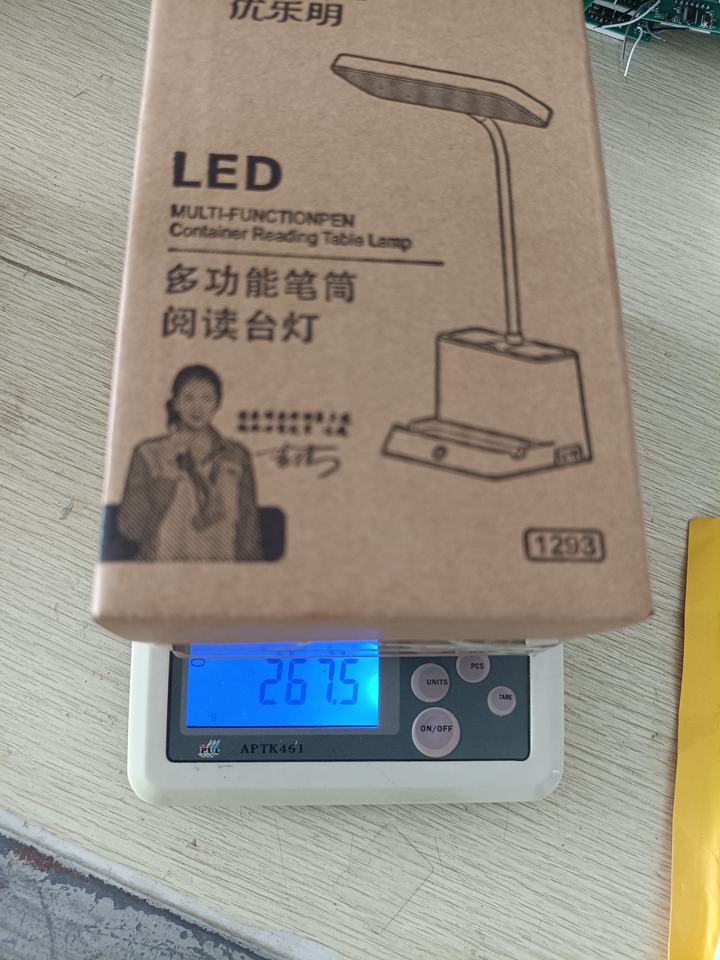 优乐明
LED
MULTI-FUNCTIONPEN
Container Reading Table Lamp
多功能笔筒
阅读台灯
1293
267.5
g
UNITS
PCS
TARE
ON/OFF
APTK461